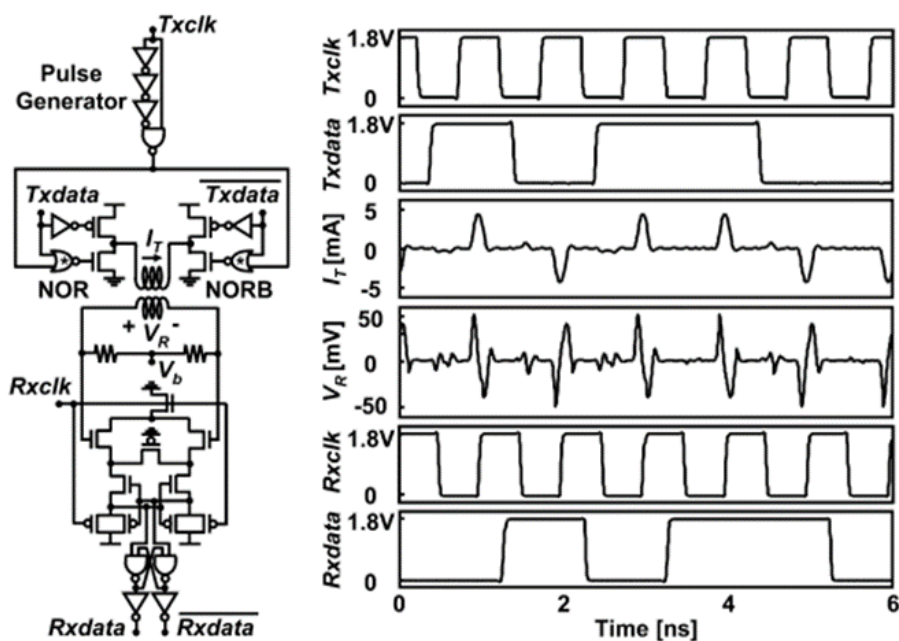 Txclk
Pulse
Generator
Txdata
Txdata
I_T
*
*
NOR
NORB
+ V_R -
V_b
Rxclk
Rxdata
Rxdata
1.8V
0
Txclk
1.8V
0
Txdata
5
0
-5
I_T [mA]
50
0
-50
V_R [mV]
1.8V
0
Rxclk
1.8V
0
Rxdata
0
2
4
6
Time [ns]